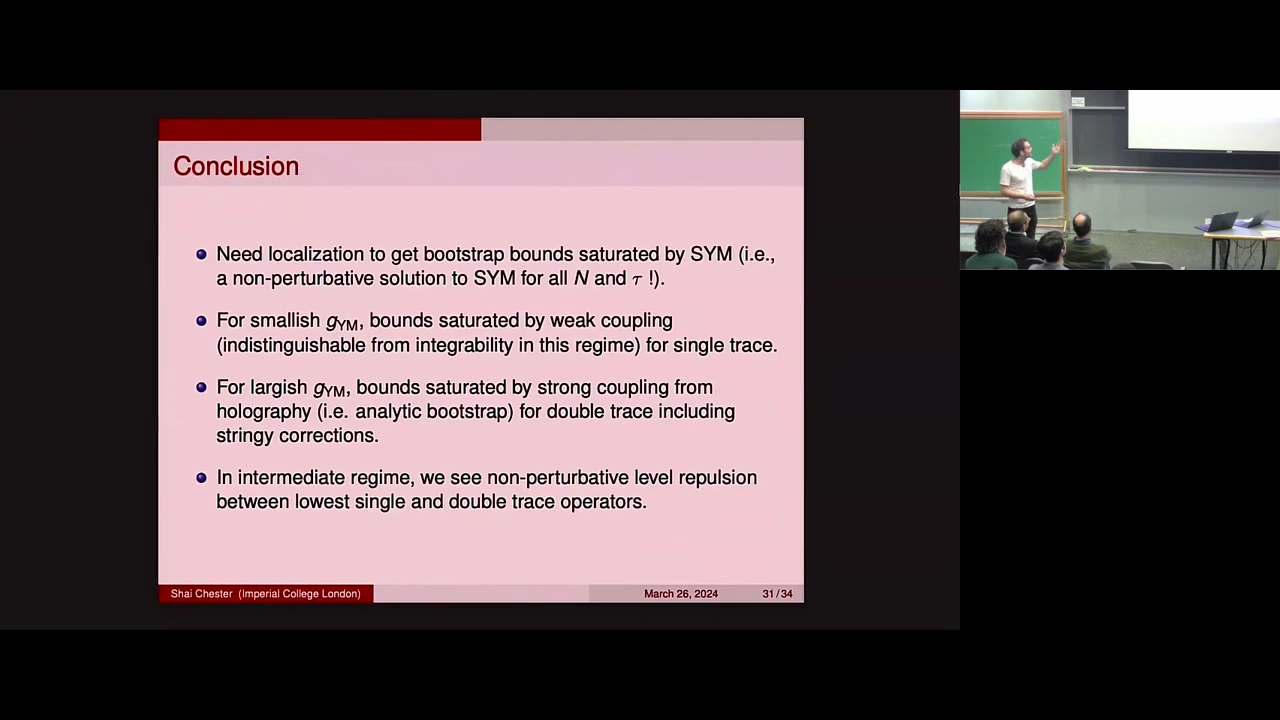 Conclusion
Need localization to get bootstrap bounds saturated by SYM (i.e.,
a non-perturbative solution to SYM for all N and τ !).
For smallish gYM, bounds saturated by weak coupling
(indistinguishable from integrability in this regime) for single trace.
For largish gYM, bounds saturated by strong coupling from
holography (i.e. analytic bootstrap) for double trace including
stringy corrections.
In intermediate regime, we see non-perturbative level repulsion
between lowest single and double trace operators.
Shai Chester (Imperial College London)
March 26, 2024
31 / 34